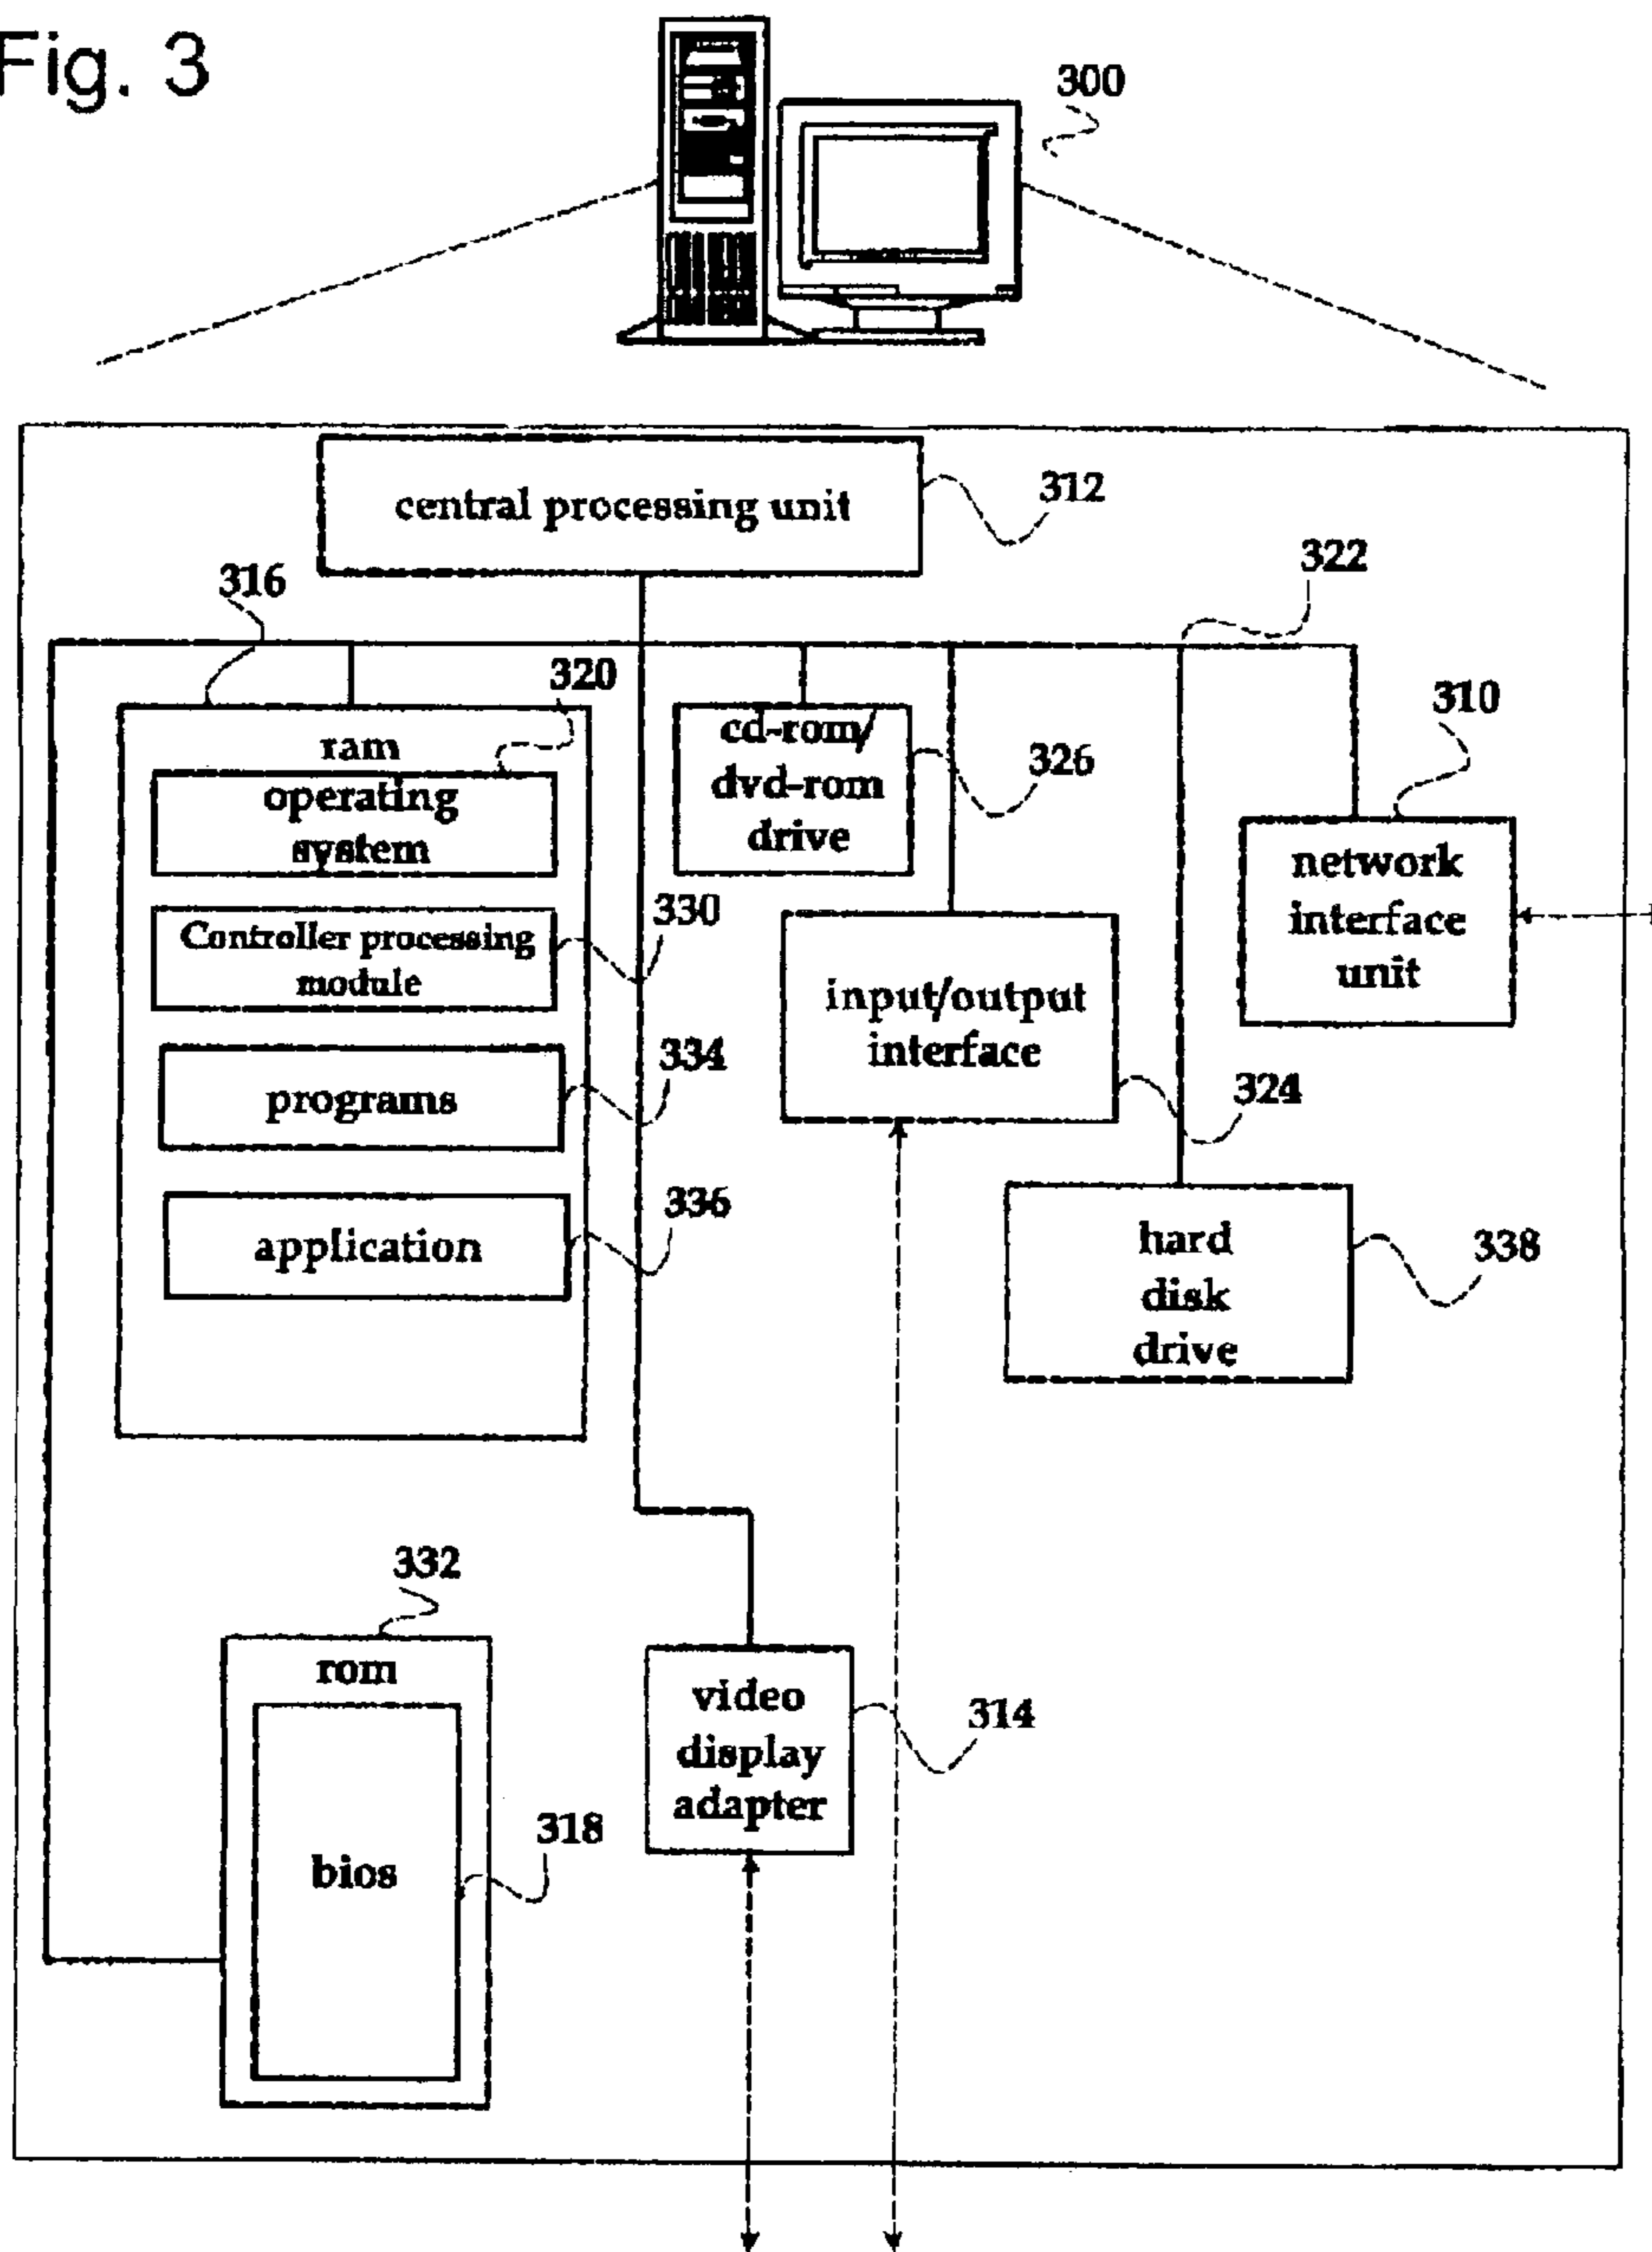 Fig. 3
300
central processing unit
312
322
316
320
310
ram
operating
system
cd-rom/
dvd-rom
drive
326
network
interface
unit
330
Controller processing
module
input/output
interface
334
programs
324
336
application
hard
disk
drive
338
332
rom
video
display
adapter
314
318
bios